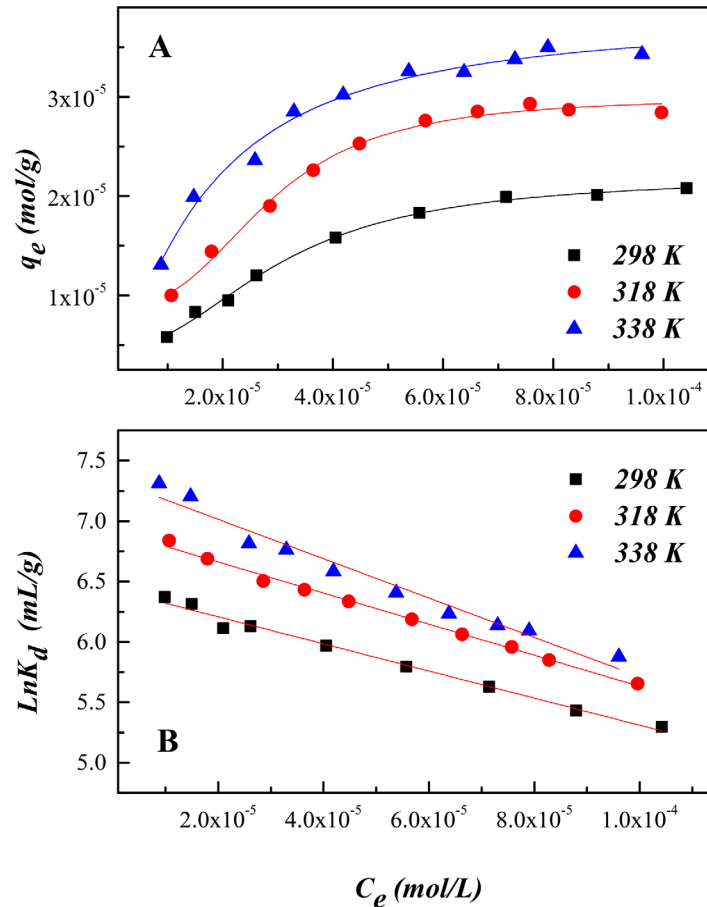 A
3x10⁻⁵
2x10⁻⁵
1x10⁻⁵
qₑ (mol/g)
298 K
318 K
338 K
2.0x10⁻⁵ 4.0x10⁻⁵ 6.0x10⁻⁵ 8.0x10⁻⁵ 1.0x10⁻⁴
7.5
7.0
6.5
6.0
5.5
5.0
LnK_d (mL/g)
298 K
318 K
338 K
B
2.0x10⁻⁵ 4.0x10⁻⁵ 6.0x10⁻⁵ 8.0x10⁻⁵ 1.0x10⁻⁴
Cₑ (mol/L)